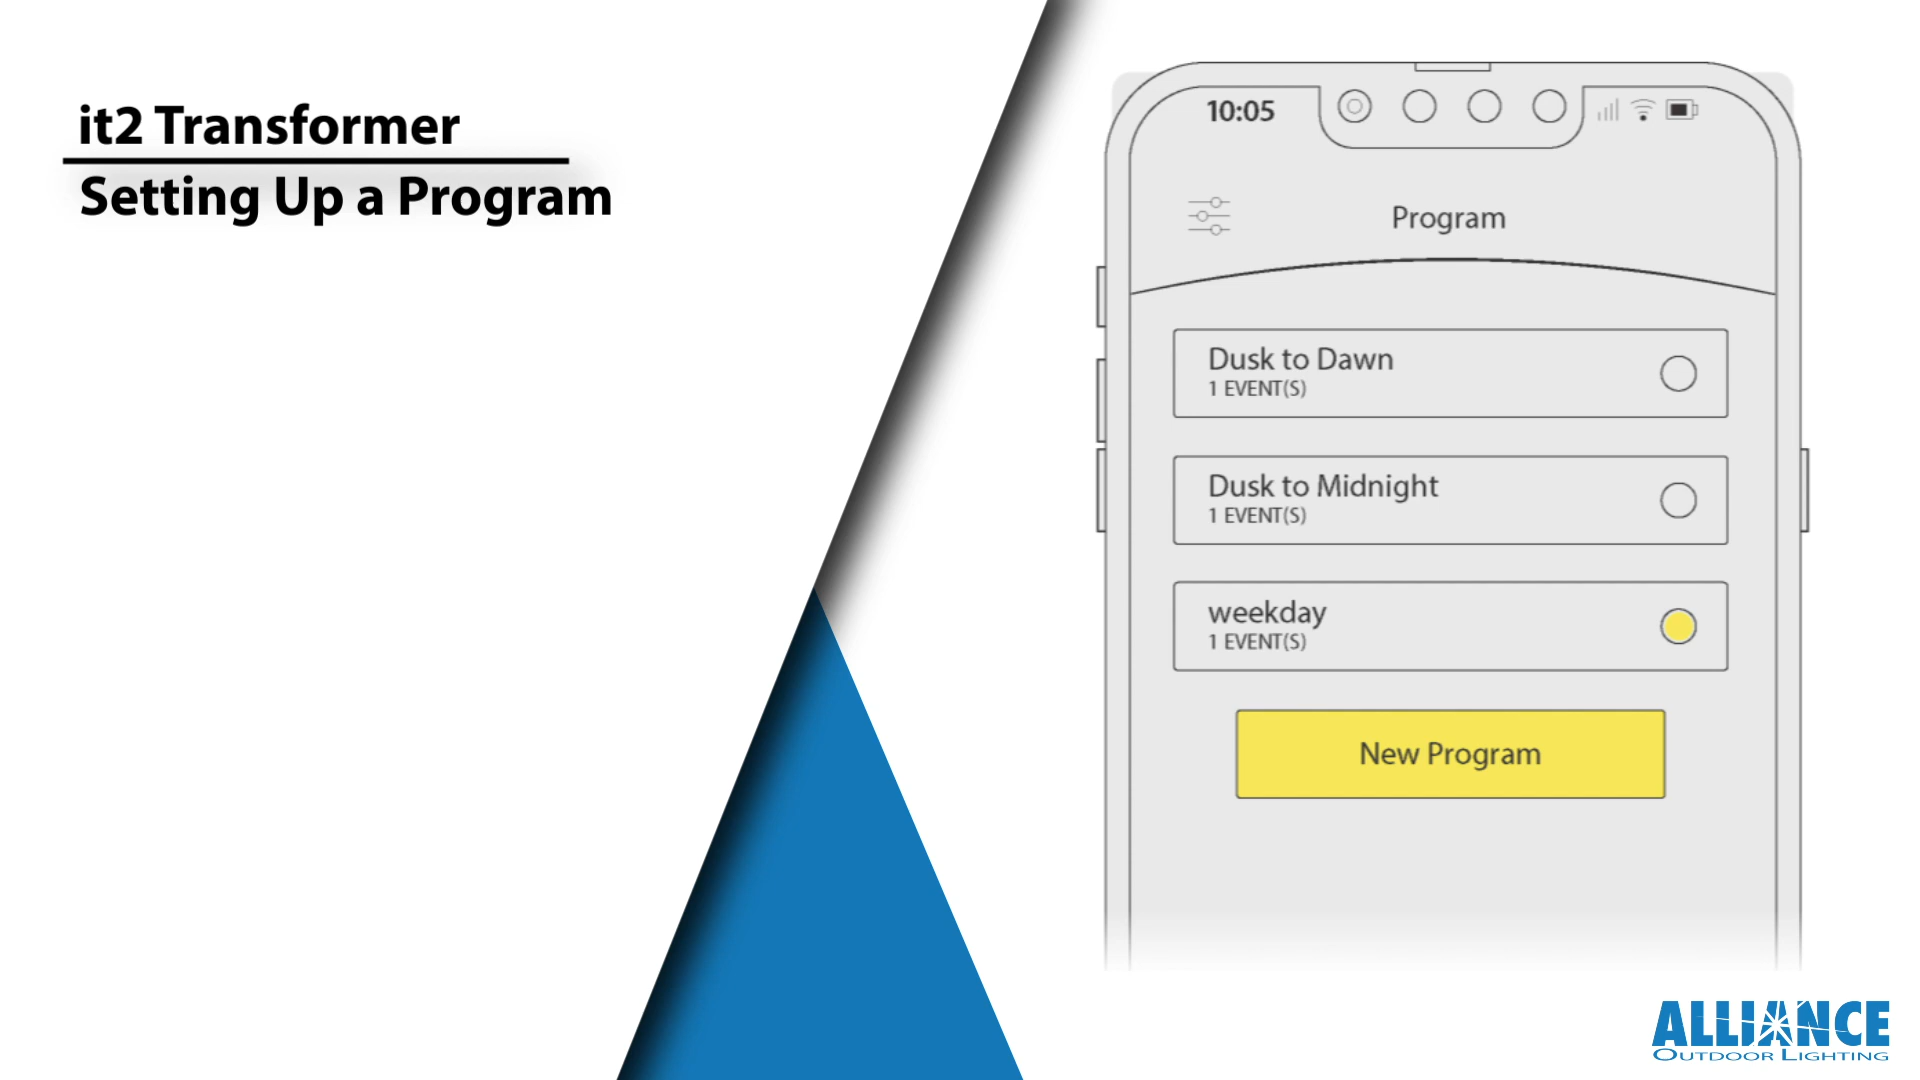 it2 Transformer
Setting Up a Program
10:05
Program
Dusk to Dawn
1 EVENT(S)
Dusk to Midnight
1 EVENT(S)
weekday
1 EVENT(S)
New Program
ALLIANCE
OUTDOOR LIGHTING